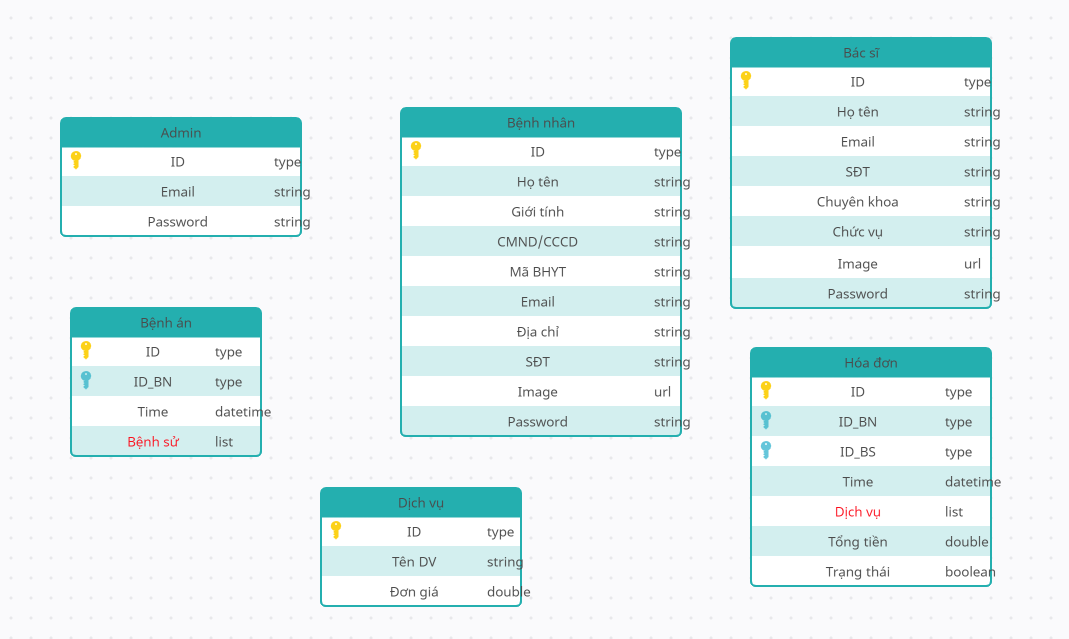 Admin
ID type
Email string
Password string
Bệnh nhân
ID type
Họ tên string
Giới tính string
CMND/CCCD string
Mã BHYT string
Email string
Địa chỉ string
SĐT string
Image url
Password string
Bác sĩ
ID type
Họ tên string
Email string
SĐT string
Chuyên khoa string
Chức vụ string
Image url
Password string
Bệnh án
ID type
ID_BN type
Time datetime
Bệnh sử list
Dịch vụ
ID type
Tên DV string
Đơn giá double
Hóa đơn
ID type
ID_BN type
ID_BS type
Time datetime
Dịch vụ list
Tổng tiền double
Trạng thái boolean